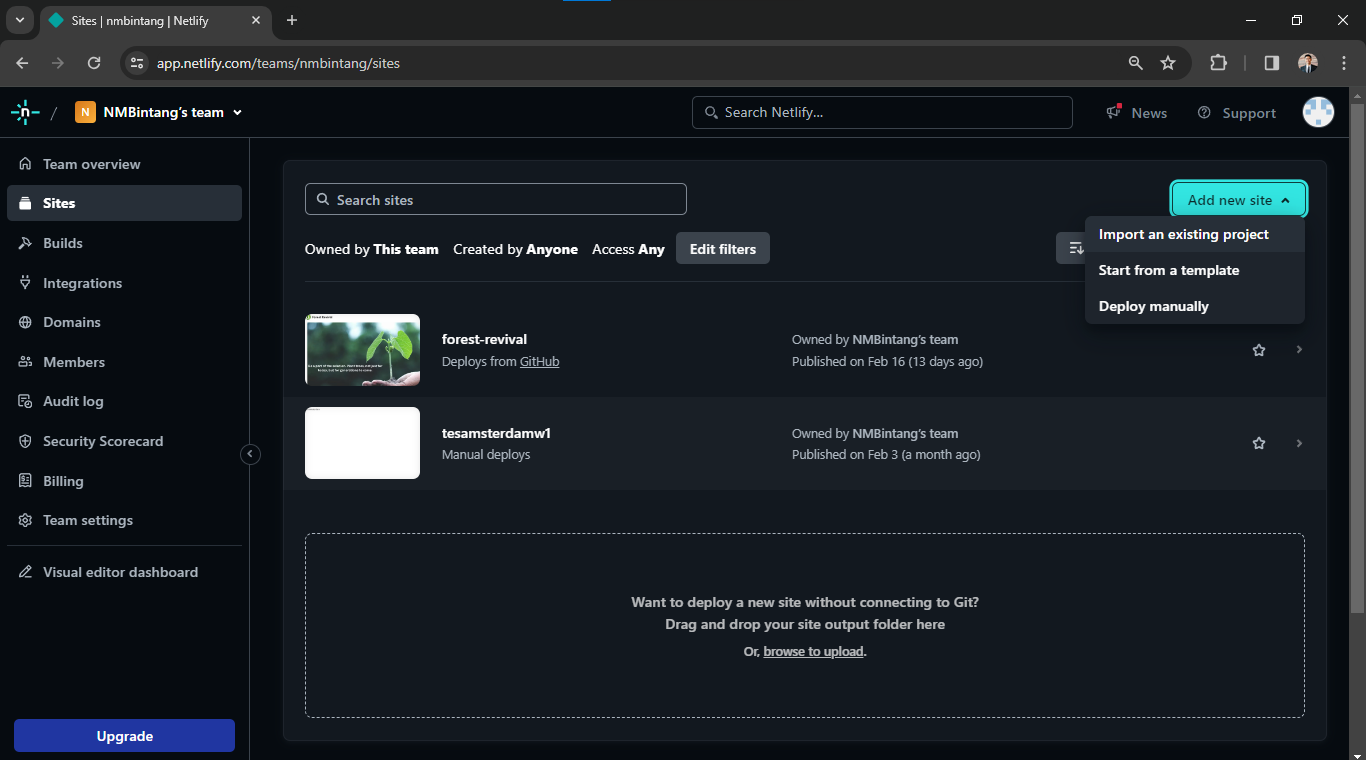 Sites | nmbintang | Netlify
app.netlify.com/teams/nmbintang/sites
n / N NMBintang's team
Search Netlify...
News
Support
Team overview
Sites
Builds
Integrations
Domains
Members
Audit log
Security Scorecard
Billing
Team settings
Visual editor dashboard
Upgrade
Search sites
Add new site
Import an existing project
Start from a template
Deploy manually
Owned by This team Created by Anyone Access Any Edit filters
forest-revival
Deploys from GitHub
Owned by NMBintang's team
Published on Feb 16 (13 days ago)
tesamsterdamw1
Manual deploys
Owned by NMBintang's team
Published on Feb 3 (a month ago)
Want to deploy a new site without connecting to Git?
Drag and drop your site output folder here
Or, browse to upload.